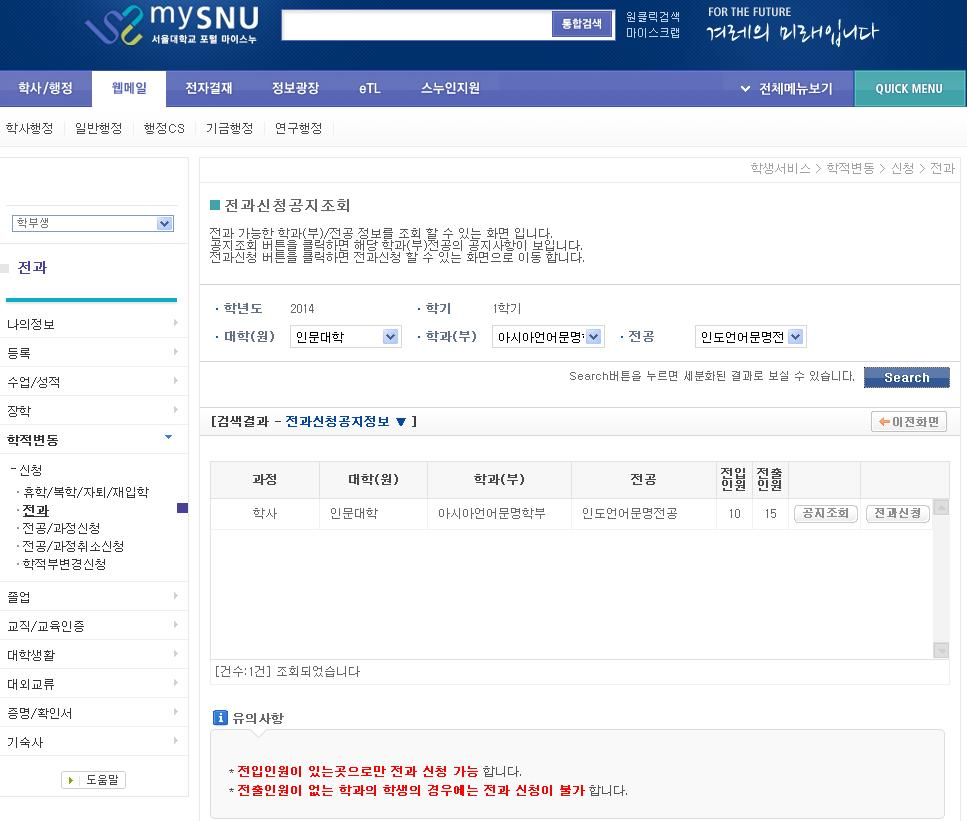 mySNU
서울대학교 포털 마이스누
통합검색
원클릭검색
마이스크랩
FOR THE FUTURE
겨레의 미래입니다
학사/행정 웹메일 전자결재 정보광장 eTL 스누인지원 전체메뉴보기 QUICK MENU
학사행정 일반행정 행정CS 기금행정 연구행정
학생서비스 > 학적변동 > 신청 > 전과
학부생
전과
나의정보
등록
수업/성적
장학
학적변동
- 신청
· 휴학/복학/자퇴/재입학
· 전과
· 전공/과정신청
· 전공/과정취소신청
· 학적부변경신청
졸업
교직/교육인증
대학생활
대외교류
증명/확인서
기숙사
도움말
전과신청공지조회
전과 가능한 학과(부)/전공 정보를 조회 할 수 있는 화면 입니다.
공지조회 버튼을 클릭하면 해당 학과(부)전공의 공지사항이 보입니다.
전과신청 버튼을 클릭하면 전과신청 할 수 있는 화면으로 이동 합니다.
· 학년도 2014 · 학기 1학기
· 대학(원) 인문대학 · 학과(부) 아시아언어문명 · 전공 인도언어문명전
Search버튼을 누르면 세분화된 결과로 보실 수 있습니다. Search
[검색결과 - 전과신청공지정보 ▼ ] 이전화면
과정 대학(원) 학과(부) 전공 전입인원 전출인원
학사 인문대학 아시아언어문명학부 인도언어문명전공 10 15 공지조회 전과신청
[건수:1건] 조회되었습니다
유의사항
* 전입인원이 있는곳으로만 전과 신청 가능 합니다.
* 전출인원이 없는 학과의 학생의 경우에는 전과 신청이 불가 합니다.